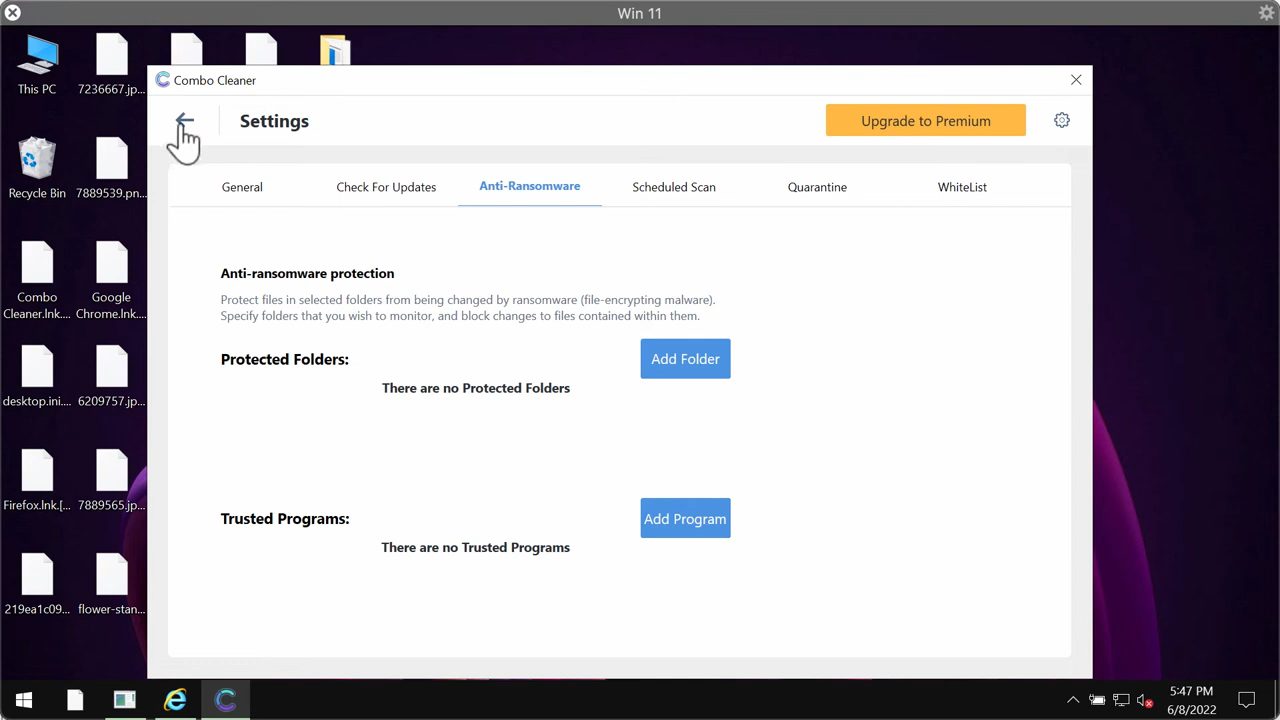 Win 11
This PC
7236667.jp...
Combo Cleaner
Settings
Upgrade to Premium
Recycle Bin
7889539.pn...
General
Check For Updates
Anti-Ransomware
Scheduled Scan
Quarantine
WhiteList
Anti-ransomware protection
Protect files in selected folders from being changed by ransomware (file-encrypting malware).
Specify folders that you wish to monitor, and block changes to files contained within them.
Combo
Cleaner.lnk....
Google
Chrome.lnk....
Protected Folders:
Add Folder
There are no Protected Folders
desktop.ini....
6209757.jp...
Firefox.lnk.[...
7889565.jp...
Trusted Programs:
Add Program
There are no Trusted Programs
219ea1c09...
flower-stan...
5:47 PM
6/8/2022